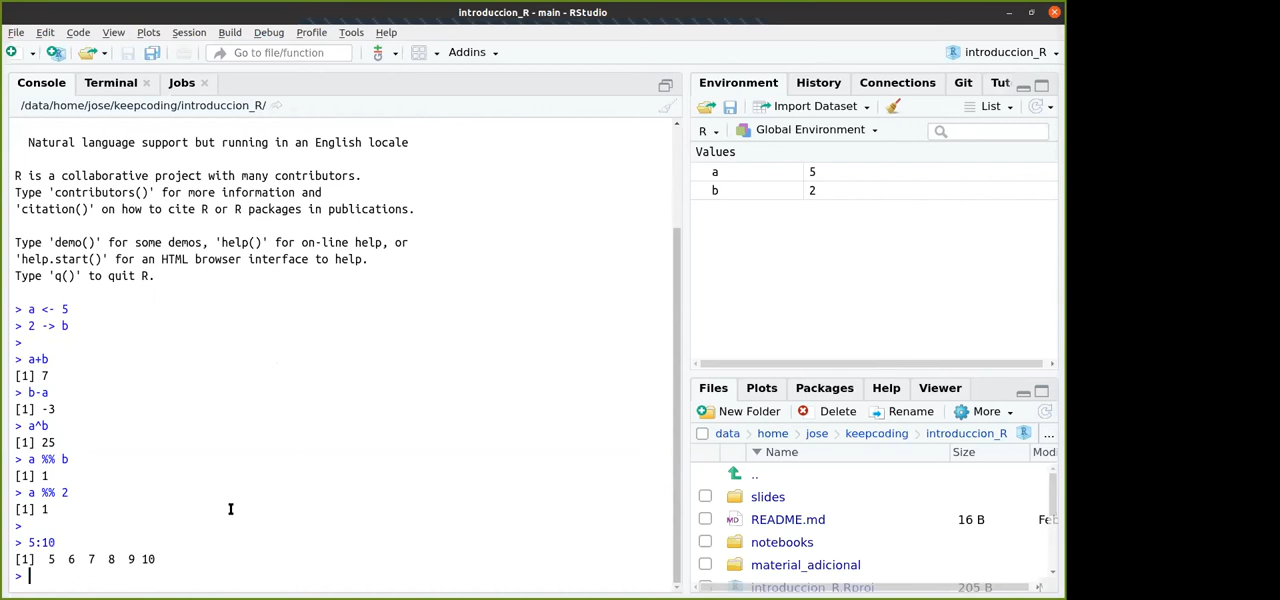 introduccion_R - main - RStudio
File Edit Code View Plots Session Build Debug Profile Tools Help
Go to file/function Addins introduccion_R
Console Terminal Jobs
/data/home/jose/keepcoding/introduccion_R/
Natural language support but running in an English locale
R is a collaborative project with many contributors.
Type 'contributors()' for more information and
'citation()' on how to cite R or R packages in publications.
Type 'demo()' for some demos, 'help()' for on-line help, or
'help.start()' for an HTML browser interface to help.
Type 'q()' to quit R.
> a <- 5
> 2 -> b
>
> a+b
[1] 7
> b-a
[1] -3
> a^b
[1] 25
> a %% b
[1] 1
> a %% 2
[1] 1
>
> 5:10
[1]  5  6  7  8  9 10
>
Environment History Connections Git Tut
Import Dataset List
R Global Environment
Values
a 5
b 2
Files Plots Packages Help Viewer
New Folder Delete Rename More
data home jose keepcoding introduccion_R ...
Name Size Mod
..
slides
README.md 16 B Feb
notebooks
material_adicional
introduccion_R.Rproj 205 B